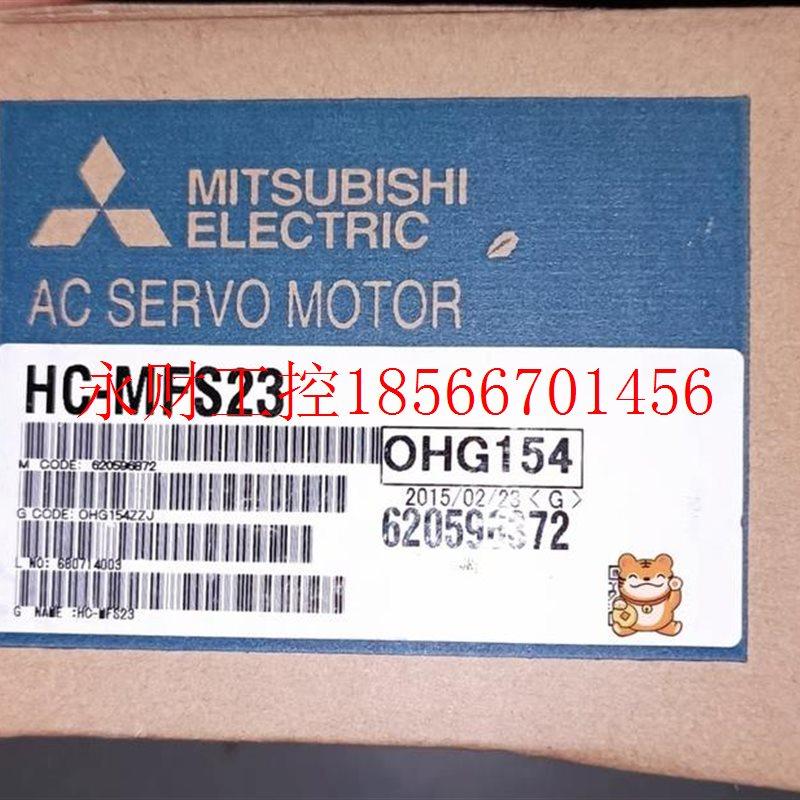 MITSUBISHI
ELECTRIC
AC SERVO MOTOR
HC-MFS23
永财工控18566701456
M CODE: 620596872
OHG154
2015/02/23<G>
G CODE: OHG154ZZJ
620596872
L NO: 680714003
G NAME :HC-MFS23